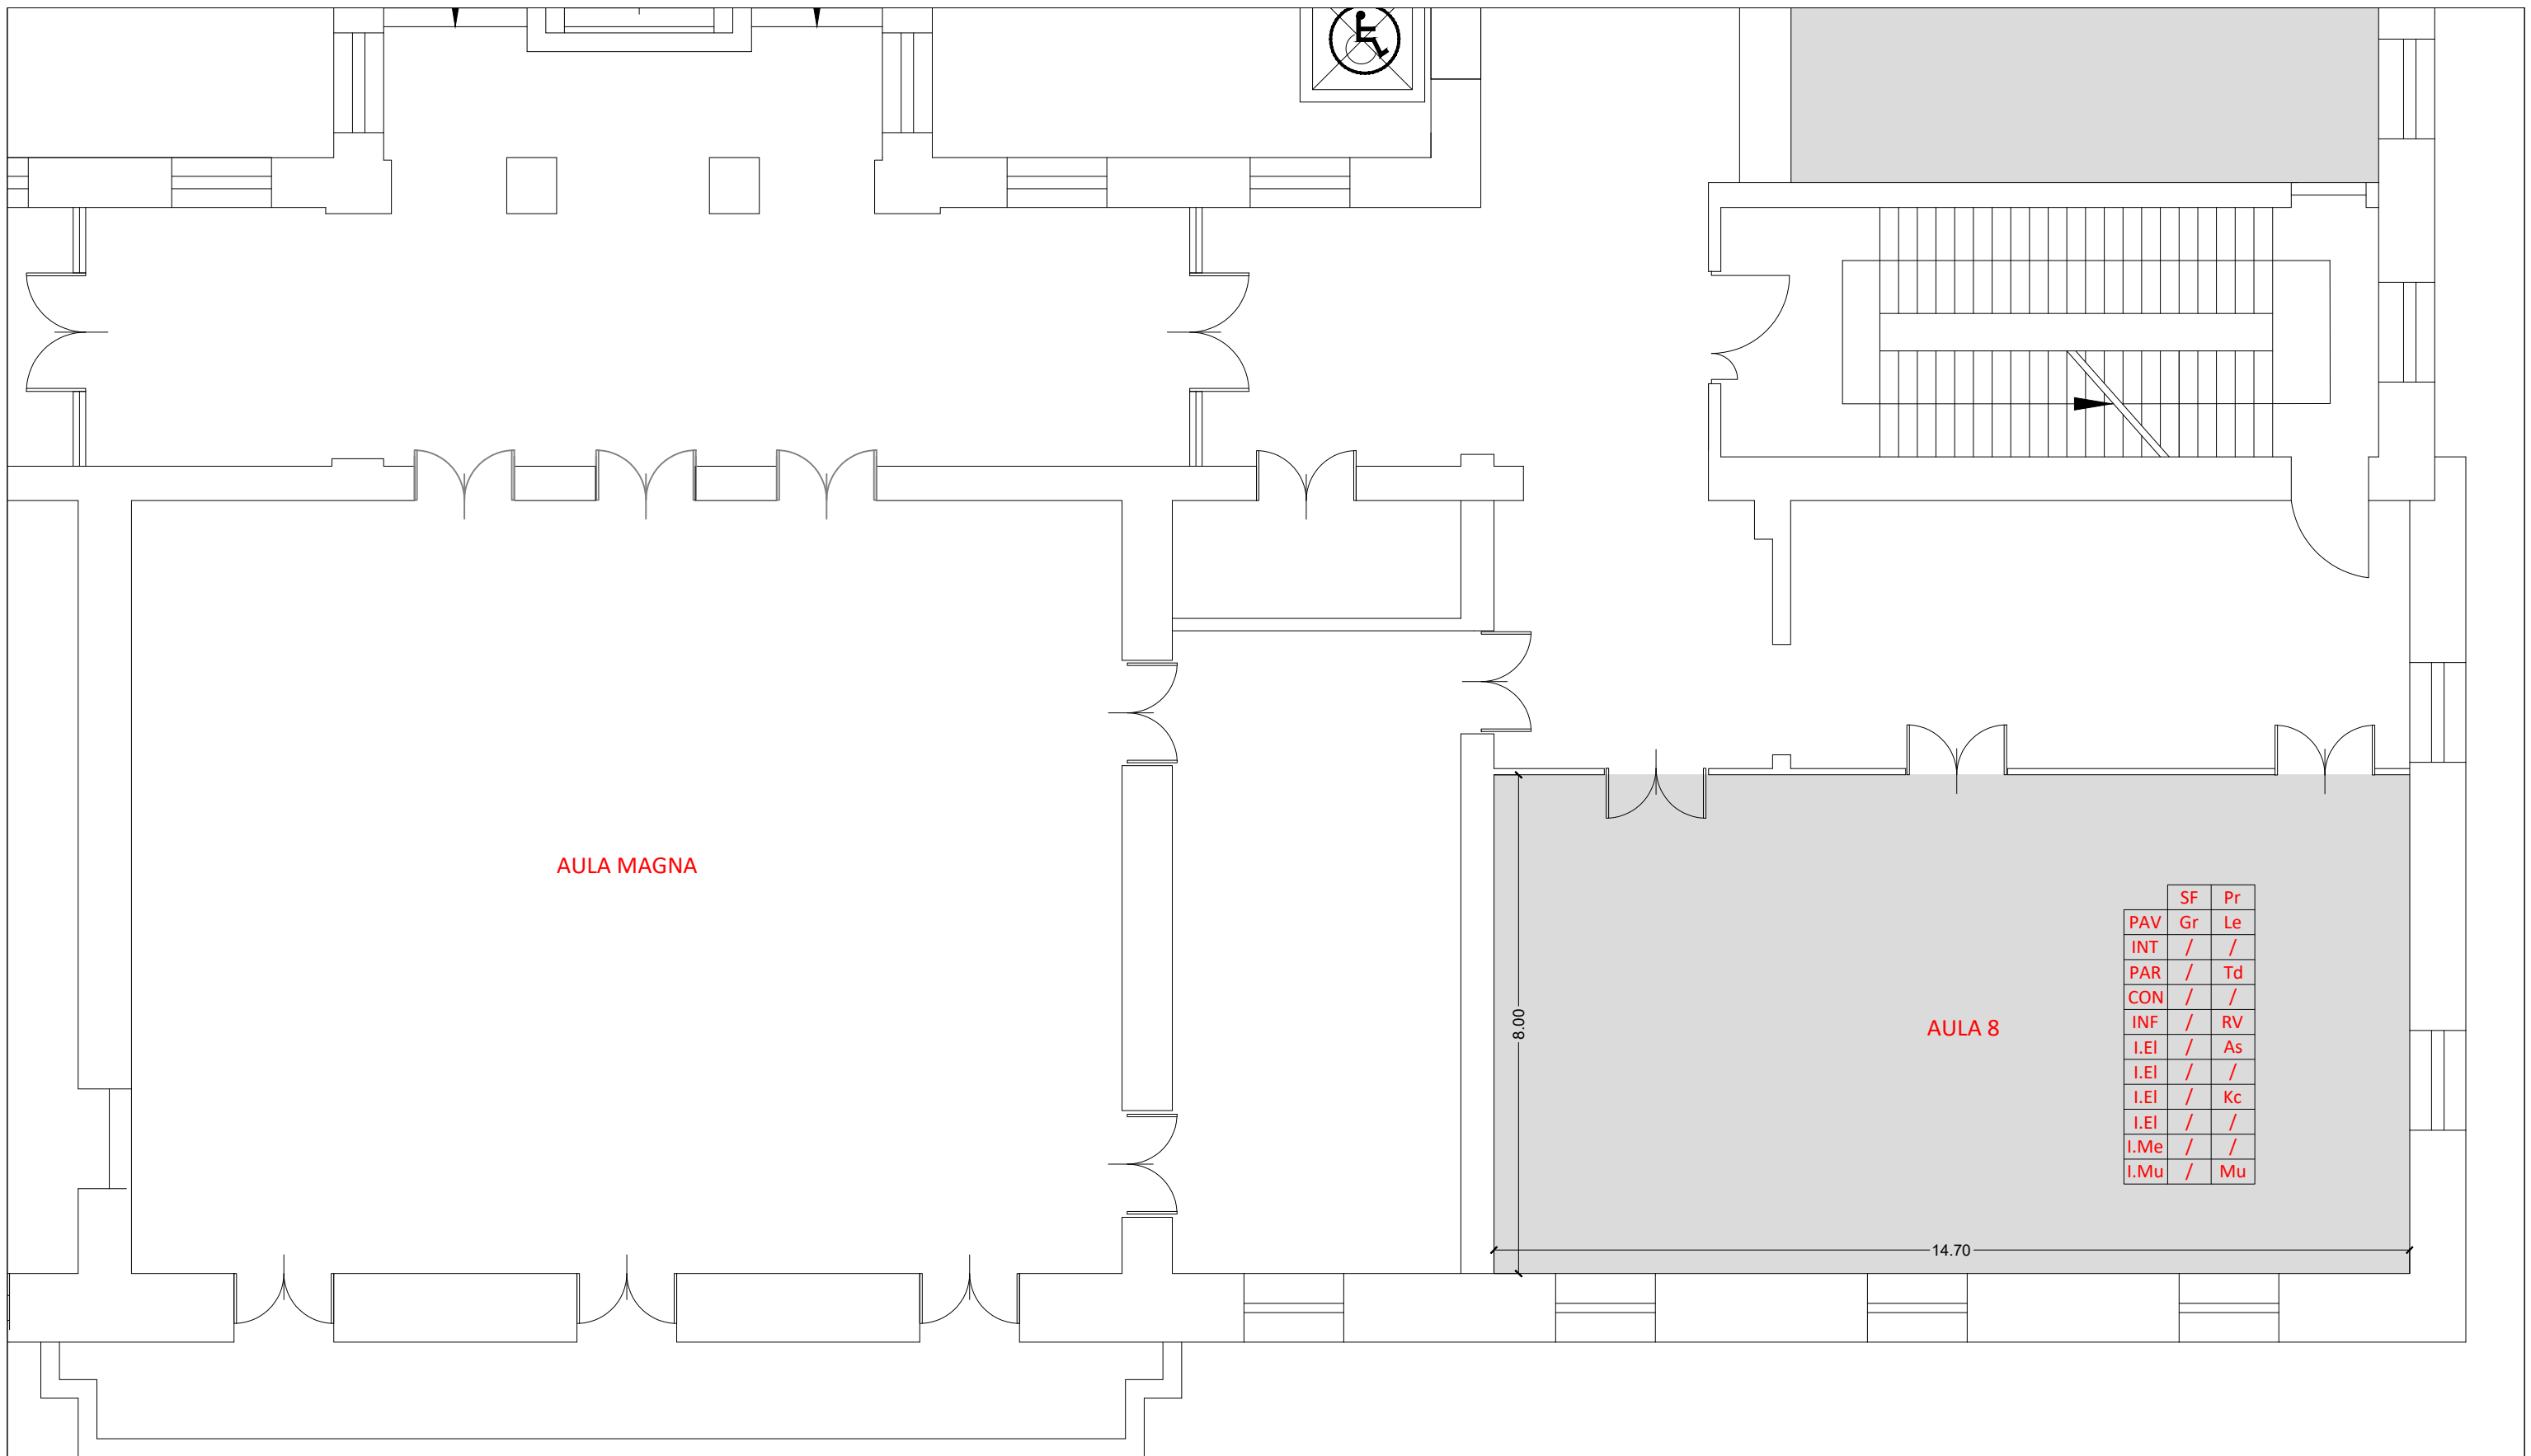 AULA MAGNA
AULA 8
SF Pr
PAV Gr Le
INT / /
PAR / Td
CON / /
INF / RV
I.El / As
I.El / /
I.El / Kc
I.El / /
I.Me / /
I.Mu / Mu
8.00
14.70